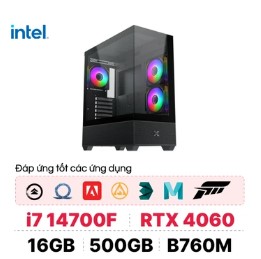 intel
Đáp ứng tốt các ứng dụng
i7 14700F | RTX 4060
16GB | 500GB | B760M